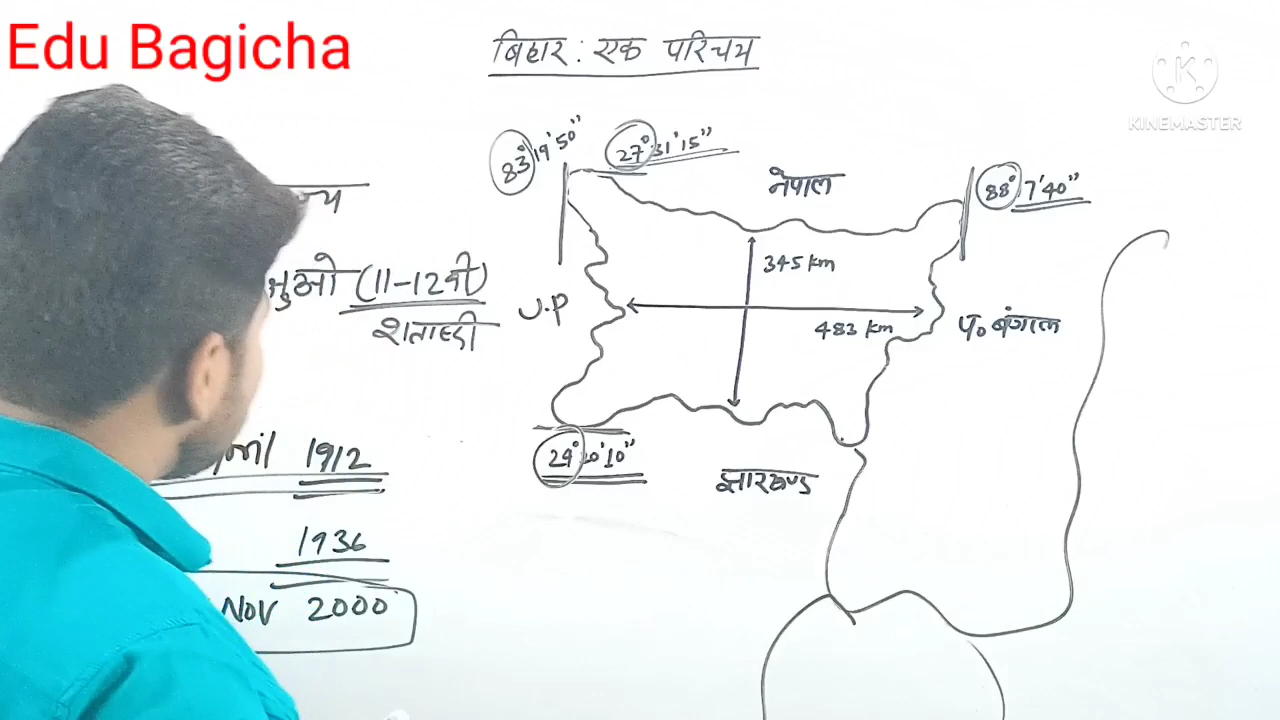 Edu Bagicha
बिहार : एक परिचय
KINEMASTER
83° 19' 50"
27° 31' 15"
नेपाल
88° 7' 40"
345 km
(11-12वी)
शताब्दी
U.P
483 km
प० बंगाल
1912
24° 20' 10"
झारखण्ड
1936
Nov 2000